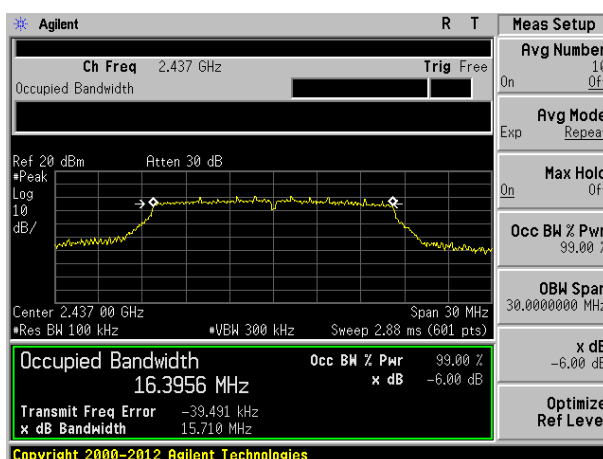 Agilent R T
Ch Freq 2.437 GHz Trig Free
Occupied Bandwidth
Ref 20 dBm Atten 30 dB
#Peak
Log
10
dB/
Center 2.437 00 GHz Span 30 MHz
#Res BW 100 kHz #VBW 300 kHz Sweep 2.88 ms (601 pts)
Occupied Bandwidth Occ BW % Pwr 99.00 %
16.3956 MHz x dB -6.00 dB
Transmit Freq Error -39.491 kHz
x dB Bandwidth 15.710 MHz
Copyright 2000-2012 Agilent Technologies
Meas Setup
Avg Number
On
Avg Mode
Exp Repeat
Max Hold
On
Occ BW % Pwr
99.00 %
OBW Span
30.0000000 MHz
x dB
-6.00 dB
Optimize
Ref Level